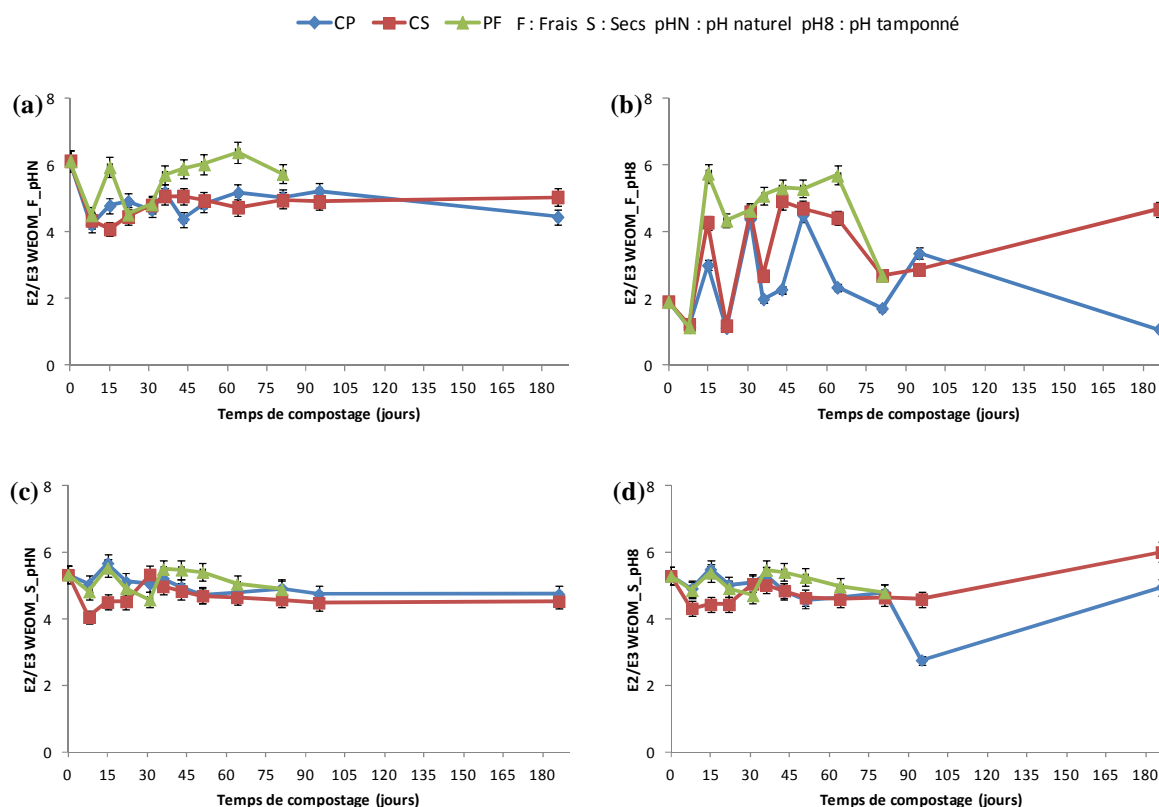 CP CS PF F : Frais S : Secs pHN : pH naturel pH8 : pH tamponné
(a)
8
6
4
2
0
E2/E3 WEOM_F_pHN
0 15 30 45 60 75 90 105 120 135 150 165 180
Temps de compostage (jours)
(b)
8
6
4
2
0
E2/E3 WEOM_F_pH8
0 15 30 45 60 75 90 105 120 135 150 165 180
Temps de compostage (jours)
(c)
8
6
4
2
0
E2/E3 WEOM_S_pHN
0 15 30 45 60 75 90 105 120 135 150 165 180
Temps de compostage (jours)
(d)
8
6
4
2
0
E2/E3 WEOM_S_pH8
0 15 30 45 60 75 90 105 120 135 150 165 180
Temps de compostage (jours)